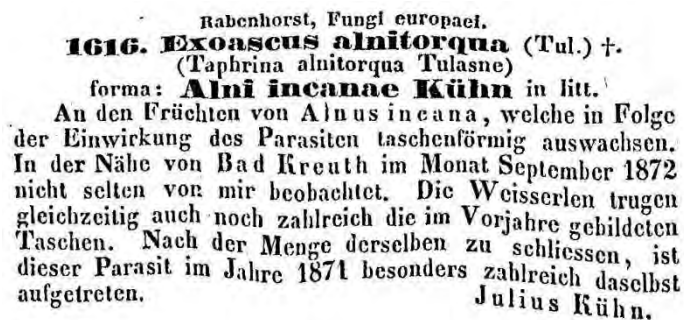 Rabenhorst, Fungi europaei.
1616. Exoascus alnitorqua (Tul.) †.
(Taphrina alnitorqua Tulasne)
forma: Alni incanae Kühn in litt.
An den Früchten von Alnus incana, welche in Folge
der Einwirkung des Parasiten taschenförmig auswachsen.
In der Nähe von Bad Kreuth im Monat September 1872
nicht selten von mir beobachtet. Die Weisserlen trugen
gleichzeitig auch noch zahlreich die im Vorjahre gebildeten
Taschen. Nach der Menge derselben zu schliessen, ist
dieser Parasit im Jahre 1871 besonders zahlreich daselbst
aufgetreten. Julius Kühn.